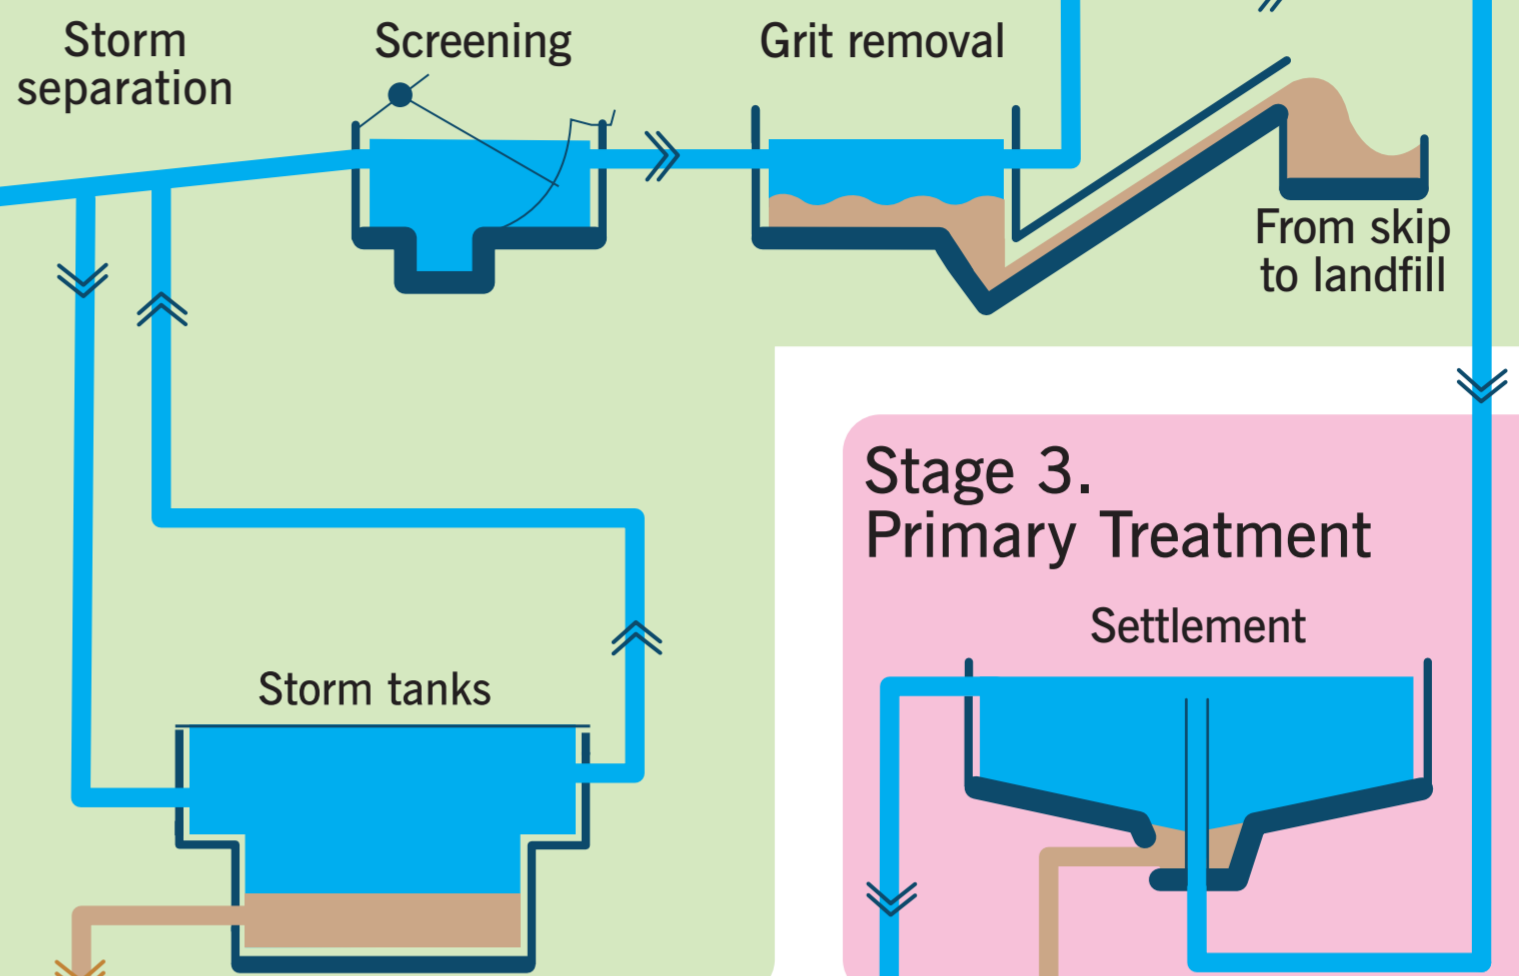 Storm
separation
Screening
Grit removal
From skip
to landfill
Stage 3.
Primary Treatment
Settlement
Storm tanks